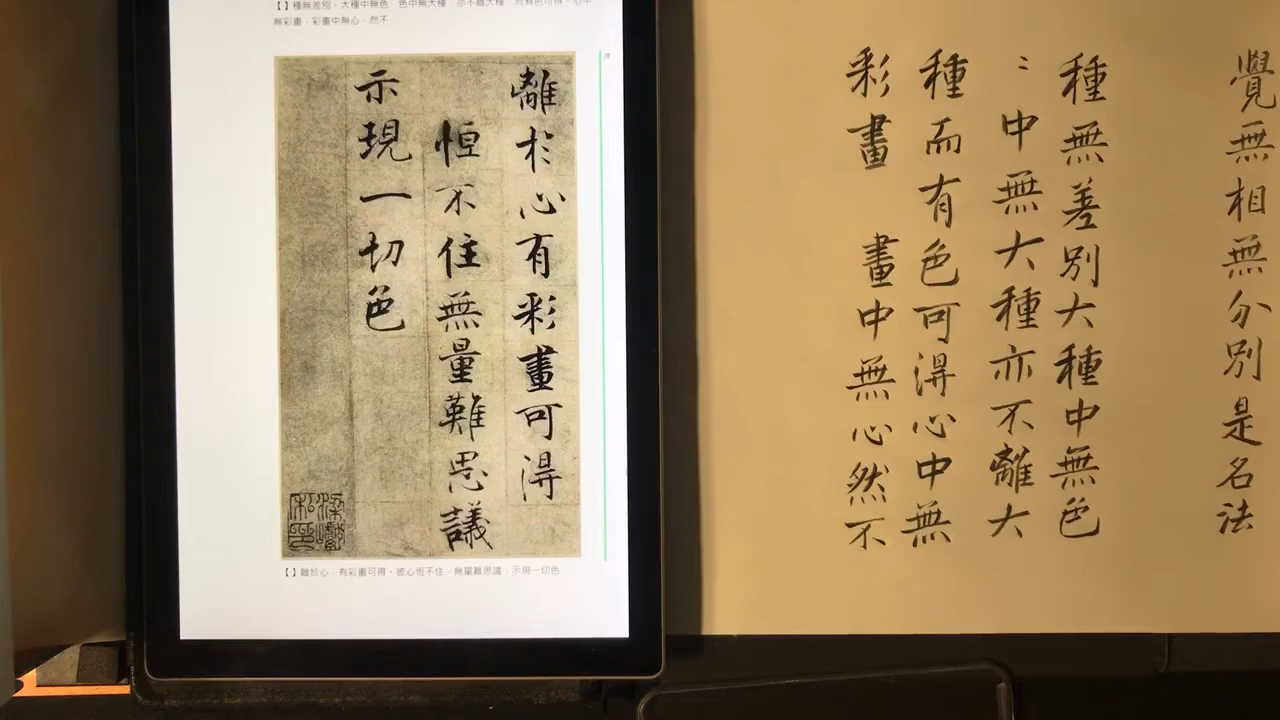 【】種無差別。大種中無色，色中無大種，亦不離大種，而有色可得。心中
無彩畫，彩畫中無心，然不
離於心有彩畫可得
恒不住無量難思議
示現一切色
【】離於心，有彩畫可得。彼心恆不住，無量難思議，示現一切色
覺無相無分別是名法
種無差別大種中無色
：中無大種亦不離大
種而有色可得心中無
彩畫 畫中無心然不